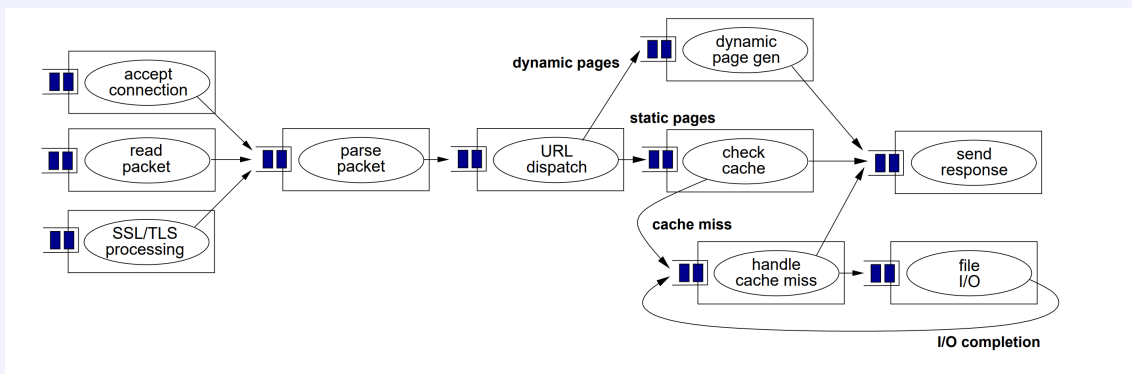 accept
connection
read
packet
SSL/TLS
processing
parse
packet
URL
dispatch
dynamic pages
dynamic
page gen
static pages
check
cache
send
response
cache miss
handle
cache miss
file
I/O
I/O completion